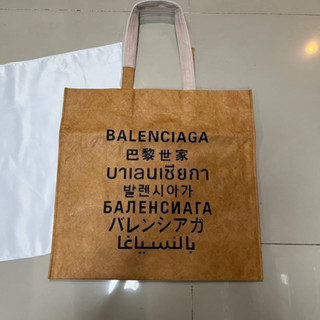 BALENCIAGA
巴黎世家
บาเลนเซียกา
발렌시아가
БАЛЕНСИАГА
バレンシアガ
بالنسياغا